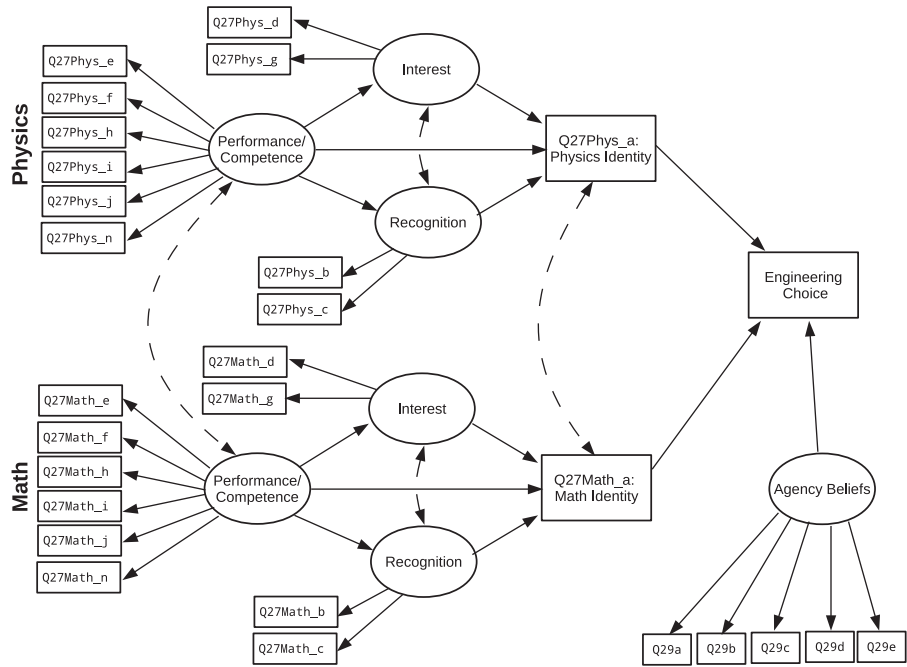 Physics
Q27Phys_d
Q27Phys_g
Q27Phys_e
Q27Phys_f
Q27Phys_h
Q27Phys_i
Q27Phys_j
Q27Phys_n
Performance/
Competence
Interest
Recognition
Q27Phys_b
Q27Phys_c
Q27Phys_a:
Physics Identity
Engineering
Choice
Math
Q27Math_d
Q27Math_g
Q27Math_e
Q27Math_f
Q27Math_h
Q27Math_i
Q27Math_j
Q27Math_n
Performance/
Competence
Interest
Recognition
Q27Math_b
Q27Math_c
Q27Math_a:
Math Identity
Agency Beliefs
Q29a
Q29b
Q29c
Q29d
Q29e